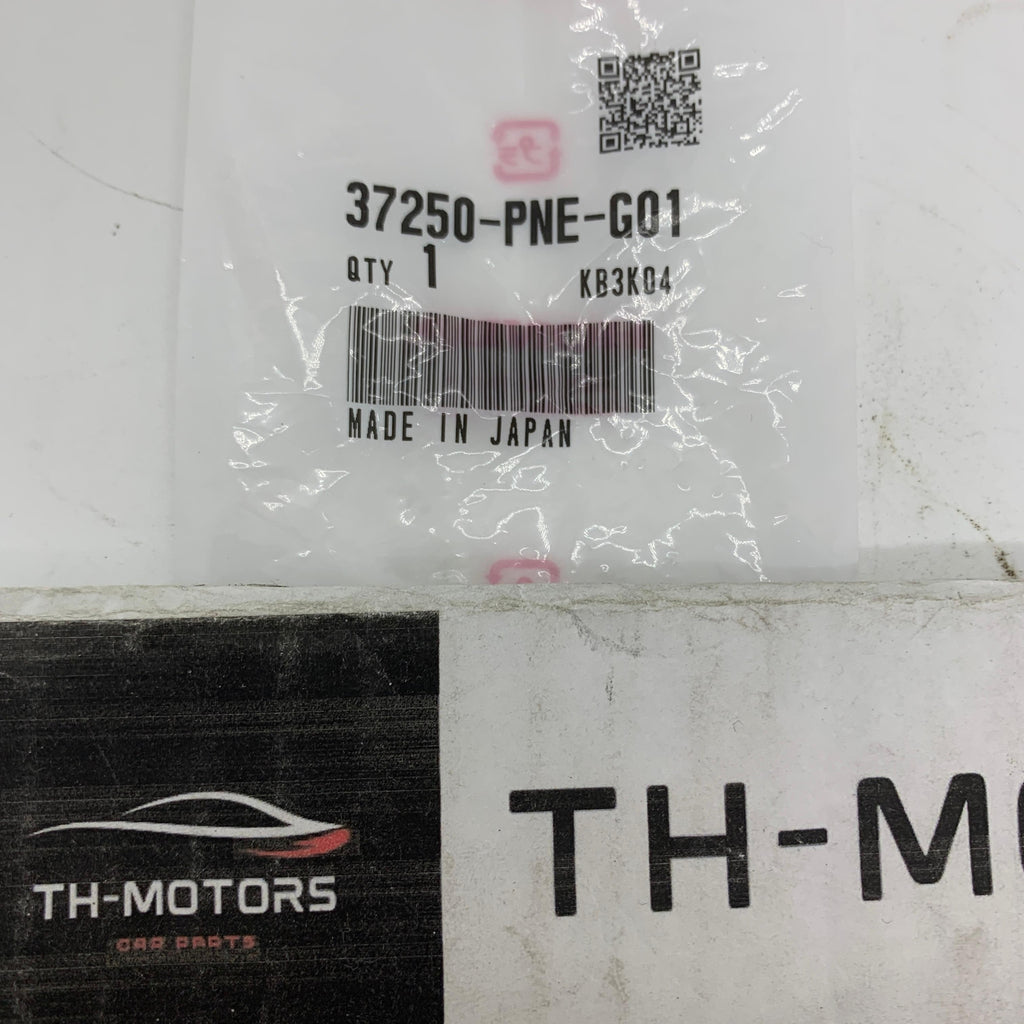 37250-PNE-G01
QTY 1 KB3K04
MADE IN JAPAN
TH-MOTORS
CAR PARTS
TH-M